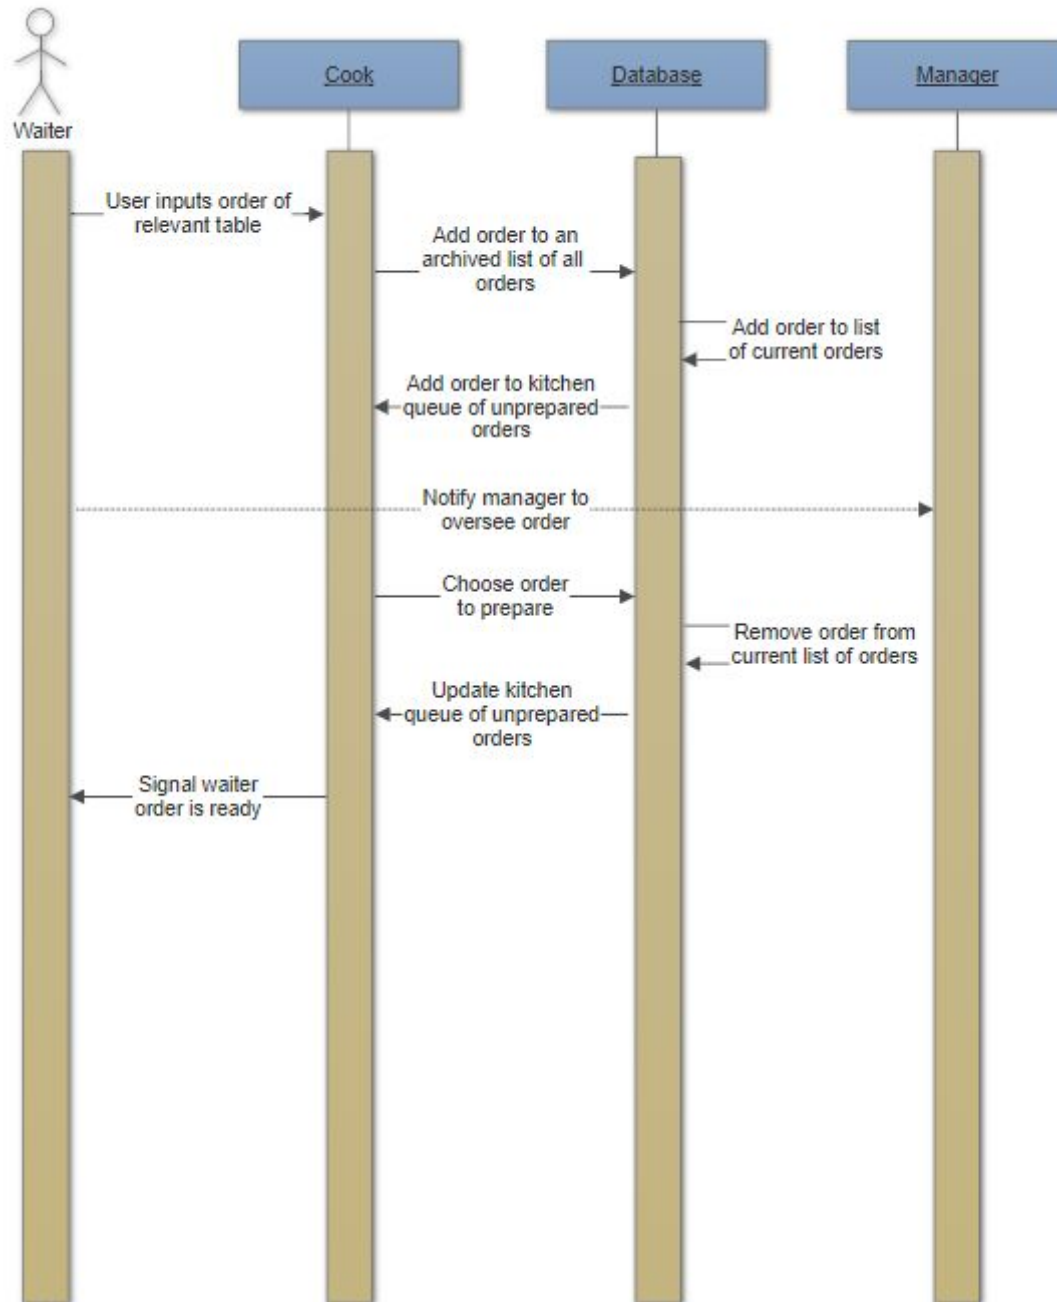 Cook
Database
Manager
Waiter
User inputs order of
relevant table
Add order to an
archived list of all
orders
Add order to list
of current orders
Add order to kitchen
queue of unprepared
orders
Notify manager to
oversee order
Choose order
to prepare
Remove order from
current list of orders
Update kitchen
queue of unprepared
orders
Signal waiter
order is ready